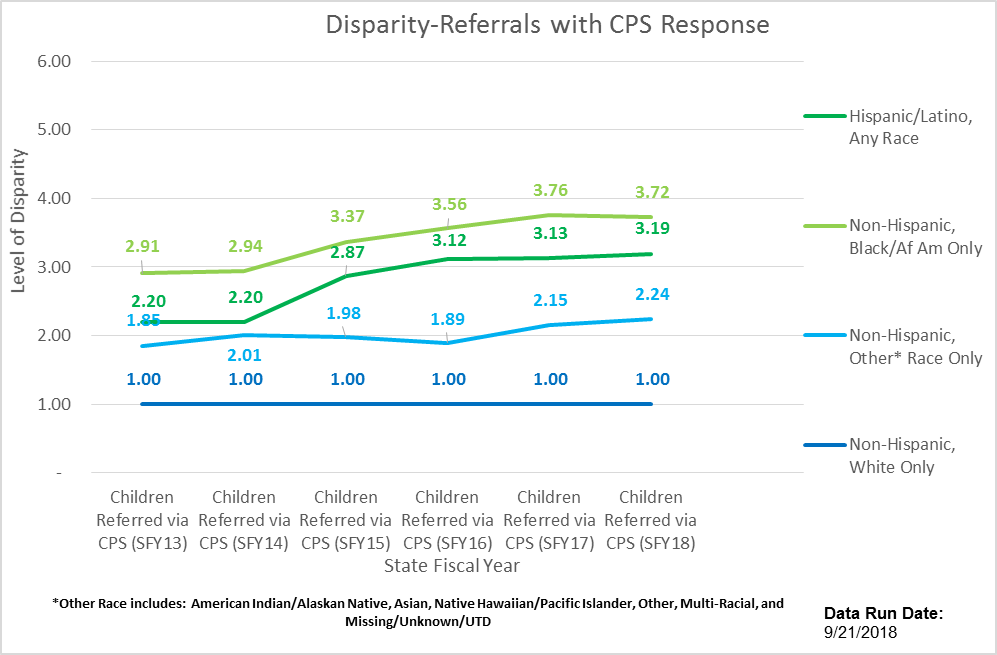 Disparity-Referrals with CPS Response
6.00
5.00
4.00
3.00
2.00
1.00
-
Level of Disparity
2.91
2.94
3.37
3.56
3.76
3.72
2.20
2.20
2.87
3.12
3.13
3.19
1.85
2.01
1.98
1.89
2.15
2.24
1.00
1.00
1.00
1.00
1.00
1.00
Hispanic/Latino,
Any Race
Non-Hispanic,
Black/Af Am Only
Non-Hispanic,
Other* Race Only
Non-Hispanic,
White Only
Children
Referred via
CPS (SFY13)
Children
Referred via
CPS (SFY14)
Children
Referred via
CPS (SFY15)
Children
Referred via
CPS (SFY16)
Children
Referred via
CPS (SFY17)
Children
Referred via
CPS (SFY18)
State Fiscal Year
*Other Race includes: American Indian/Alaskan Native, Asian, Native Hawaiian/Pacific Islander, Other, Multi-Racial, and
Missing/Unknown/UTD
Data Run Date:
9/21/2018